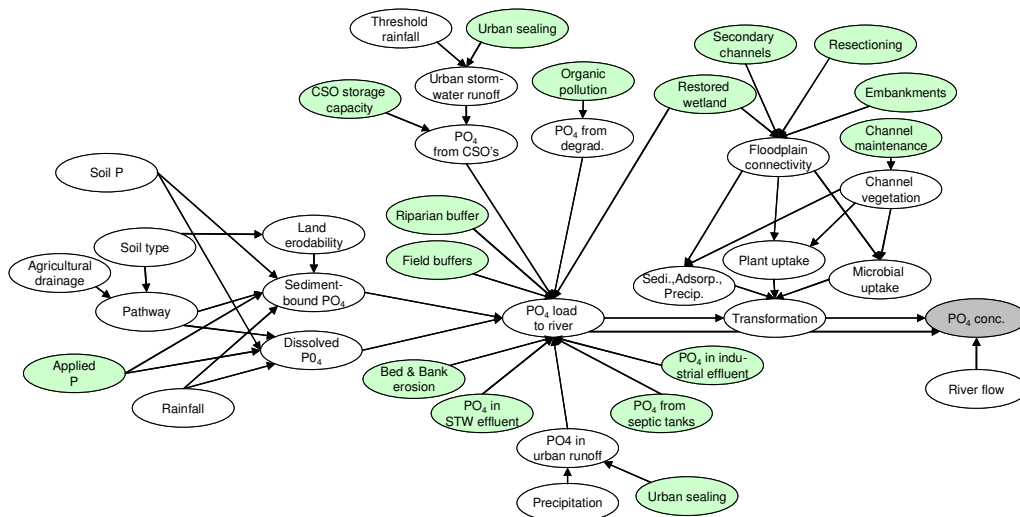 Threshold
rainfall
Urban sealing
Secondary
channels
Resectioning
CSO storage
capacity
Urban storm-
water runoff
Organic
pollution
Restored
wetland
Embankments
PO4
from CSO's
PO4 from
degrad.
Floodplain
connectivity
Channel
maintenance
Soil P
Channel
vegetation
Riparian buffer
Land
erodability
Soil type
Field buffers
Plant uptake
Agricultural
drainage
Sediment-
bound PO4
Sedi.,Adsorp.,
Precip.
Microbial
uptake
Pathway
PO4 load
to river
Transformation
PO4 conc.
Dissolved
P04
Applied
P
Bed & Bank
erosion
PO4 in indu-
strial effluent
River flow
Rainfall
PO4 in
STW effluent
PO4 from
septic tanks
PO4 in
urban runoff
Precipitation
Urban sealing